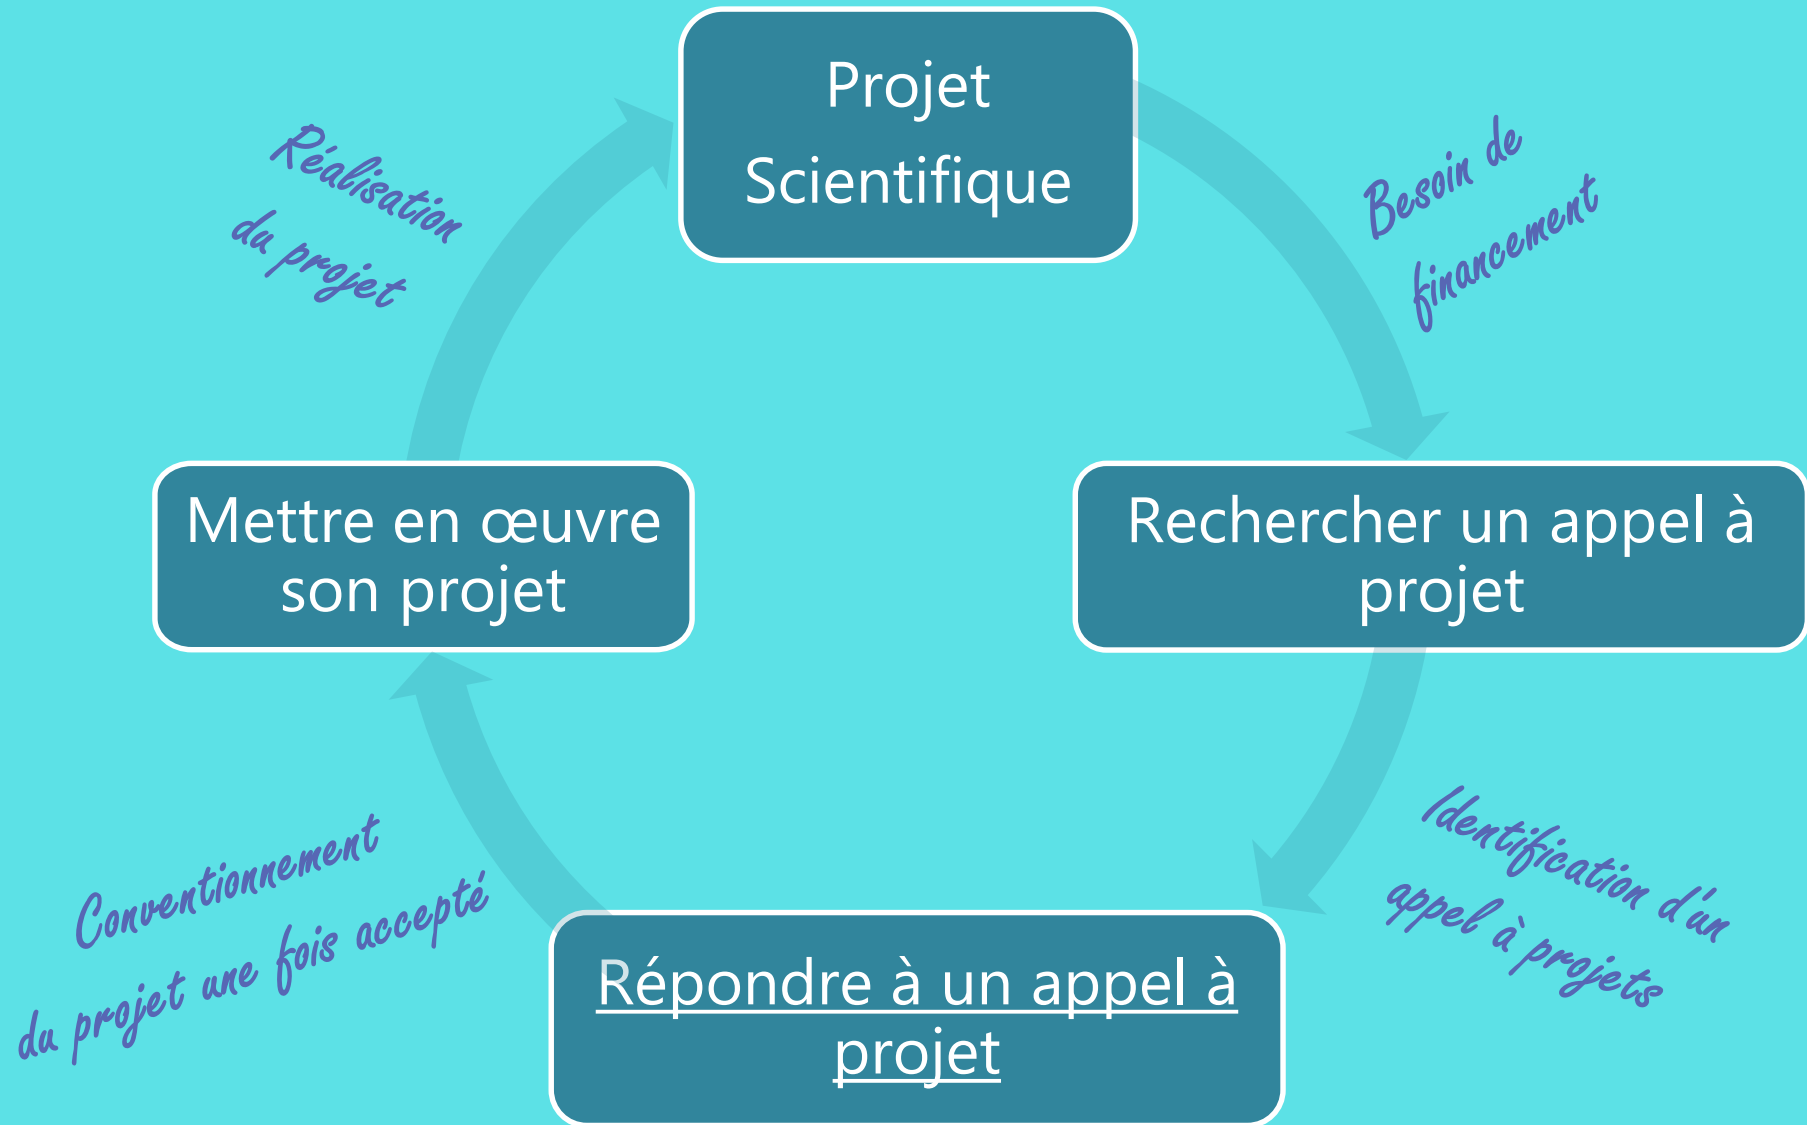 Projet
Scientifique
Besoin de
financement
Rechercher un appel à
projet
Identification d'un
appel à projets
Répondre à un appel à
projet
Conventionnement
du projet une fois accepté
Mettre en œuvre
son projet
Réalisation
du projet